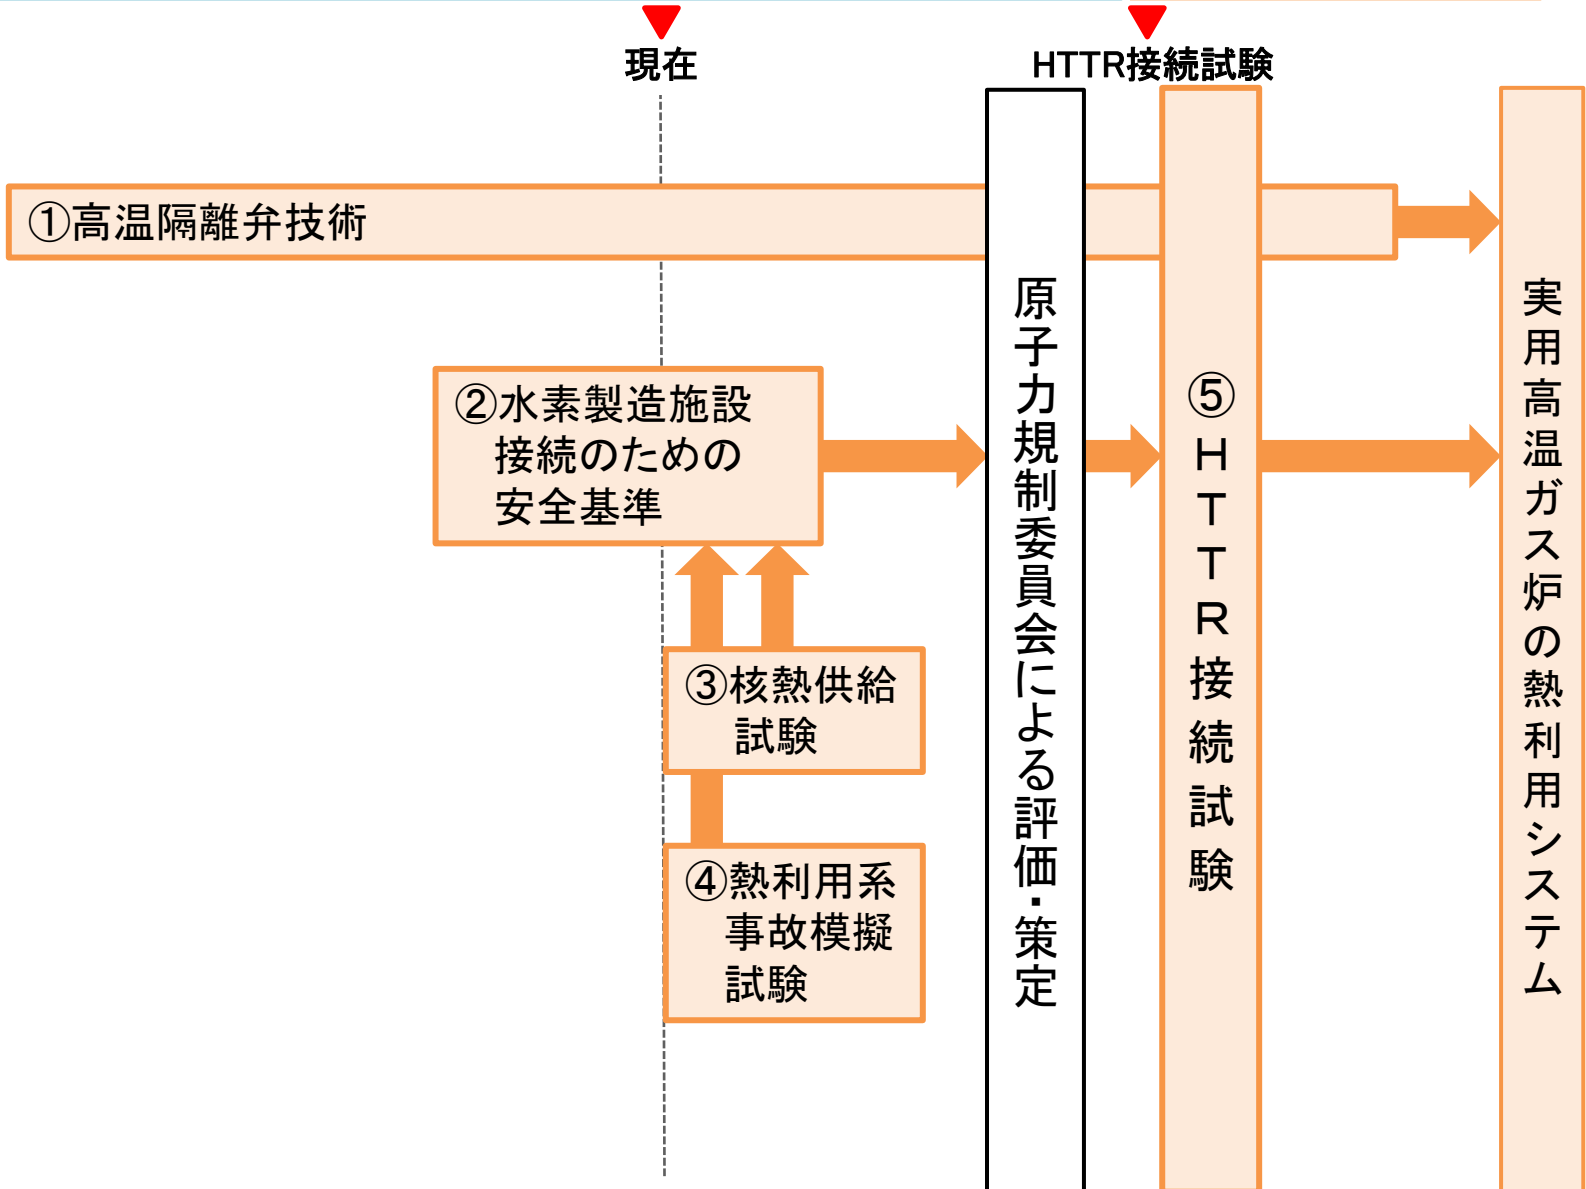 現在
HTTR接続試験
①高温隔離弁技術
②水素製造施設
接続のための
安全基準
③核熱供給
試験
④熱利用系
事故模擬
試験
原子力規制委員会による評価・策定
⑤HTTR接続試験
実用高温ガス炉の熱利用システム